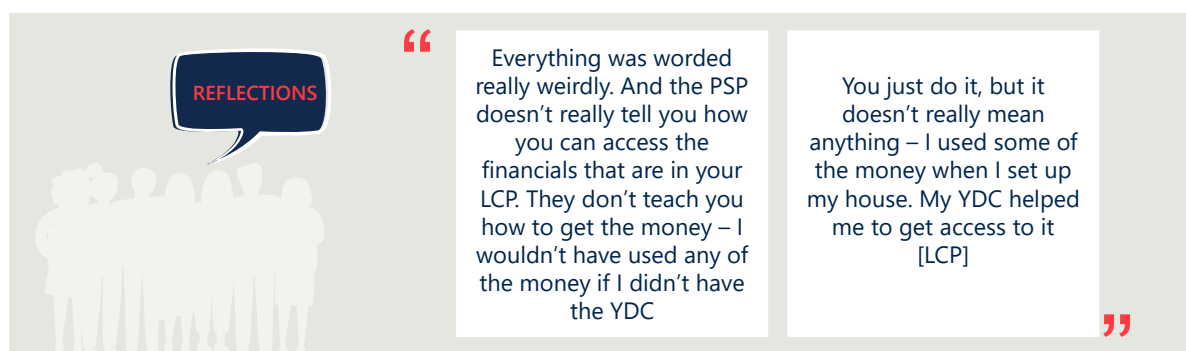 REFLECTIONS
“
Everything was worded
really weirdly. And the PSP
doesn’t really tell you how
you can access the
financials that are in your
LCP. They don’t teach you
how to get the money – I
wouldn’t have used any of
the money if I didn’t have
the YDC
You just do it, but it
doesn’t really mean
anything – I used some of
the money when I set up
my house. My YDC helped
me to get access to it
[LCP]
”